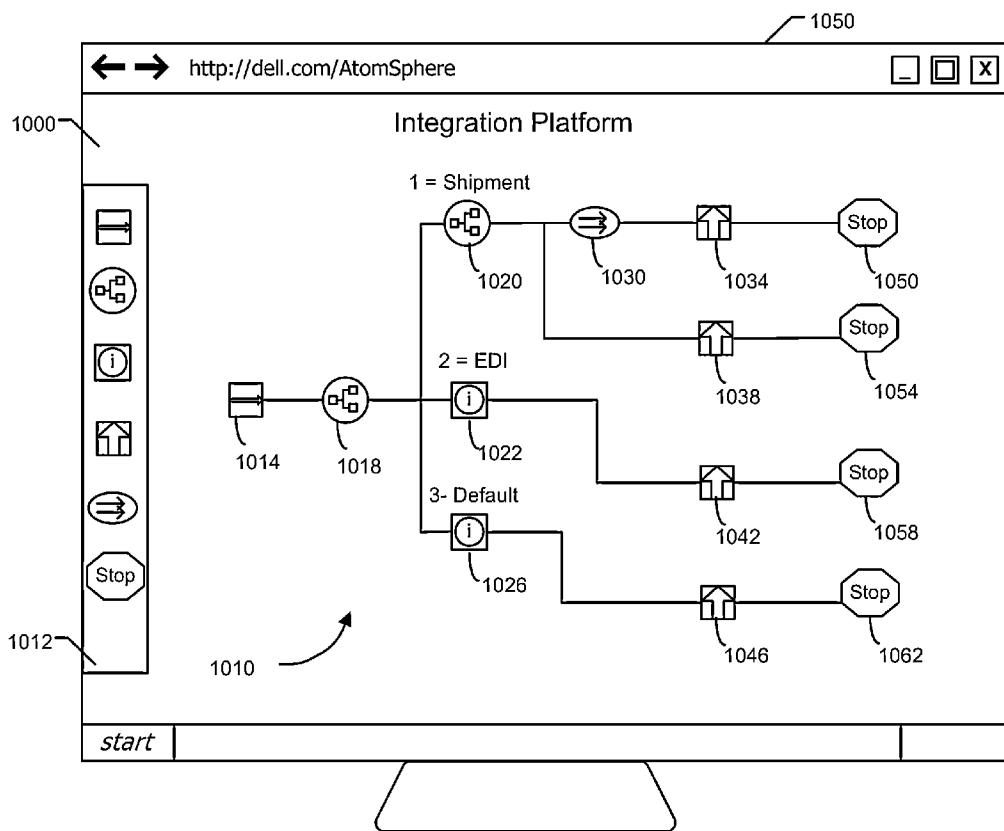 1050
http://dell.com/AtomSphere
_ X
1000
Integration Platform
1 = Shipment
Stop
1020
1030
1034
1050
i
2 = EDI
Stop
1038
1054
i
1014
1018
1022
3- Default
Stop
1042
1058
i
1026
Stop
Stop
1046
1062
1012
1010
start